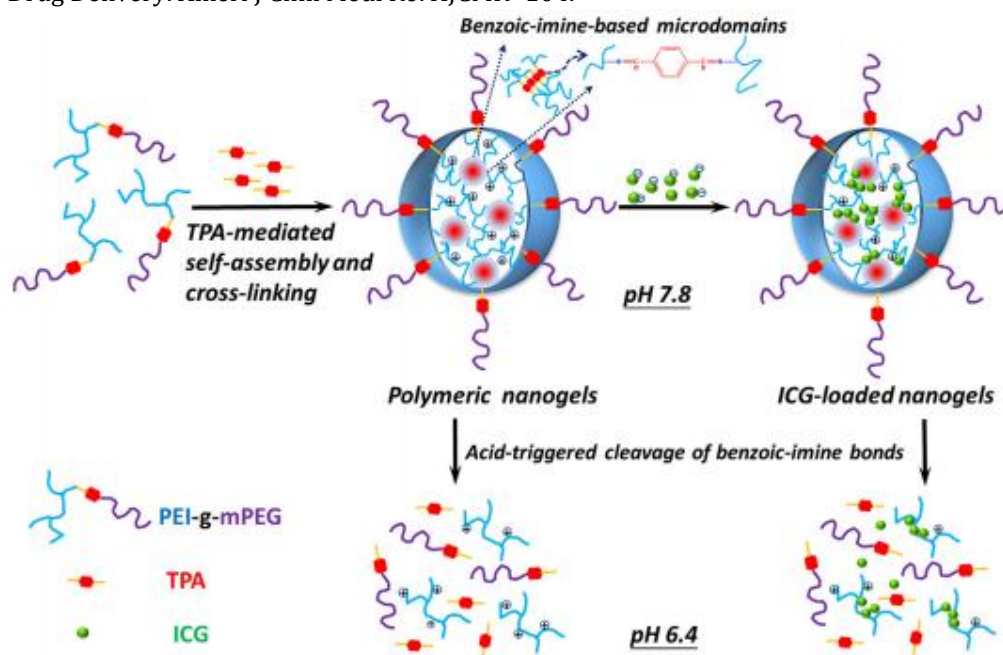 Benzoic-imine-based microdomains
TPA-mediated
self-assembly and
cross-linking
pH 7.8
Polymeric nanogels
ICG-loaded nanogels
Acid-triggered cleavage of benzoic-imine bonds
PEI-g-mPEG
TPA
ICG
pH 6.4